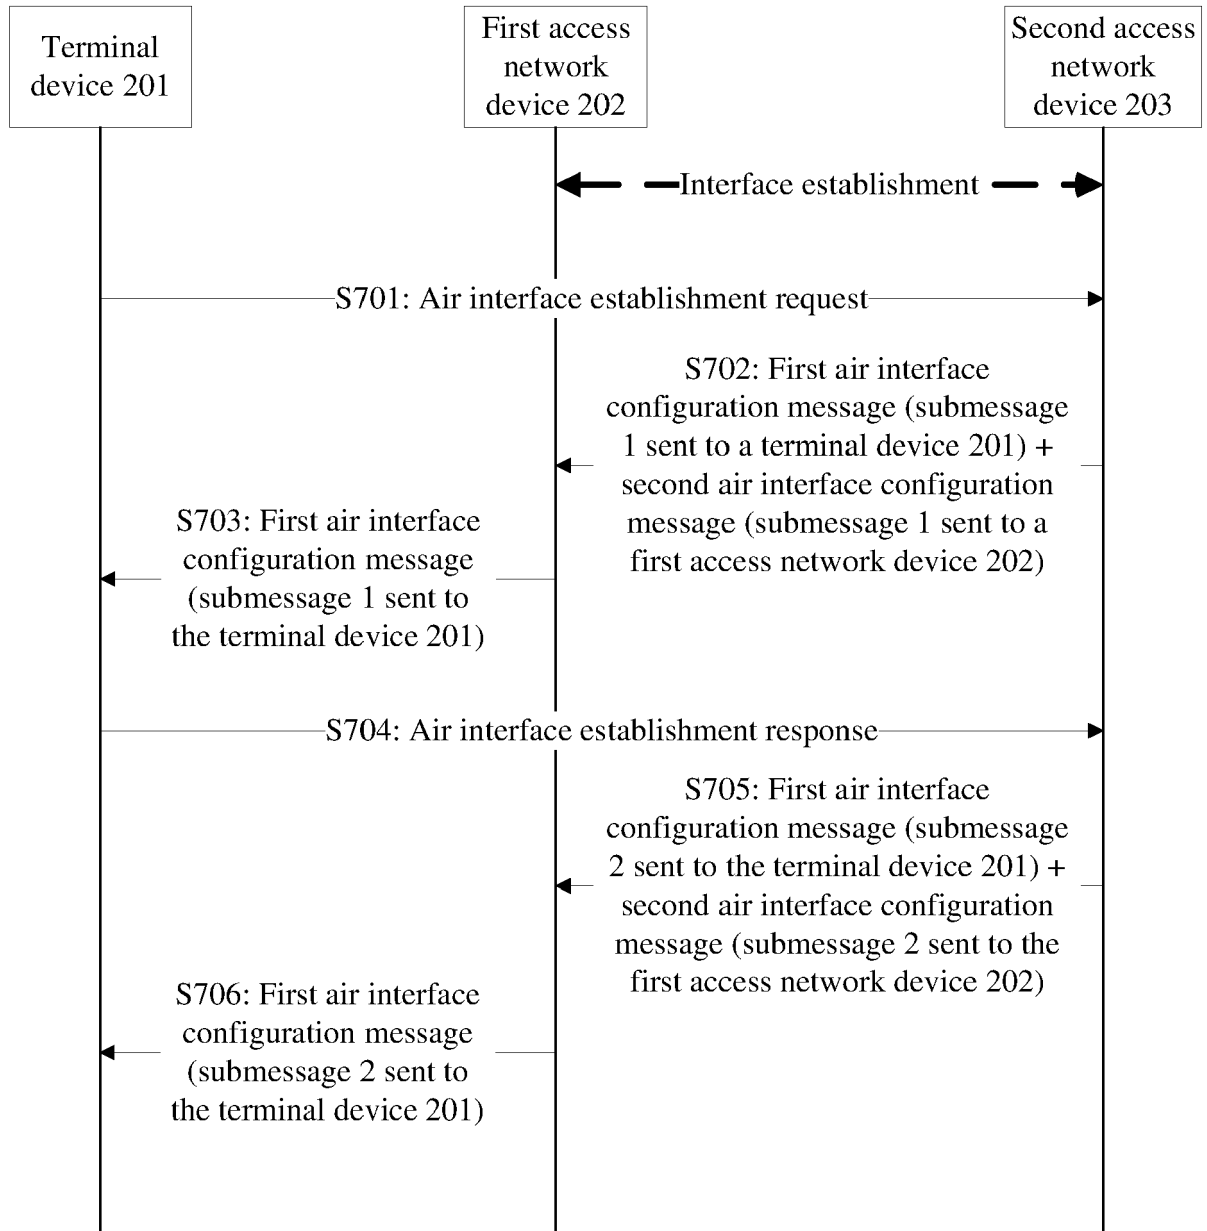 Terminal
device 201
First access
network
device 202
Second access
network
device 203
Interface establishment
S701: Air interface establishment request
S702: First air interface
configuration message (submessage
1 sent to a terminal device 201) +
second air interface configuration
message (submessage 1 sent to a
first access network device 202)
S703: First air interface
configuration message
(submessage 1 sent to
the terminal device 201)
S704: Air interface establishment response
S705: First air interface
configuration message (submessage
2 sent to the terminal device 201) +
second air interface configuration
message (submessage 2 sent to the
first access network device 202)
S706: First air interface
configuration message
(submessage 2 sent to
the terminal device 201)